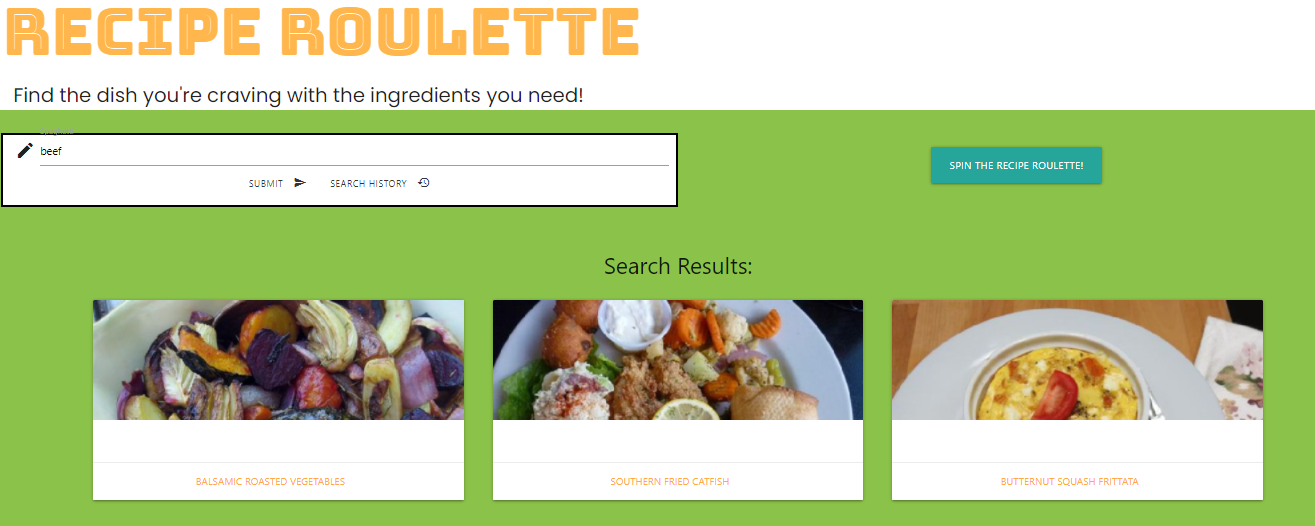 RECIPE ROULETTE
Find the dish you're craving with the ingredients you need!
beef
SUBMIT
SEARCH HISTORY
SPIN THE RECIPE ROULETTE!
Search Results:
BALSAMIC ROASTED VEGETABLES
SOUTHERN FRIED CATFISH
BUTTERNUT SQUASH FRITTATA